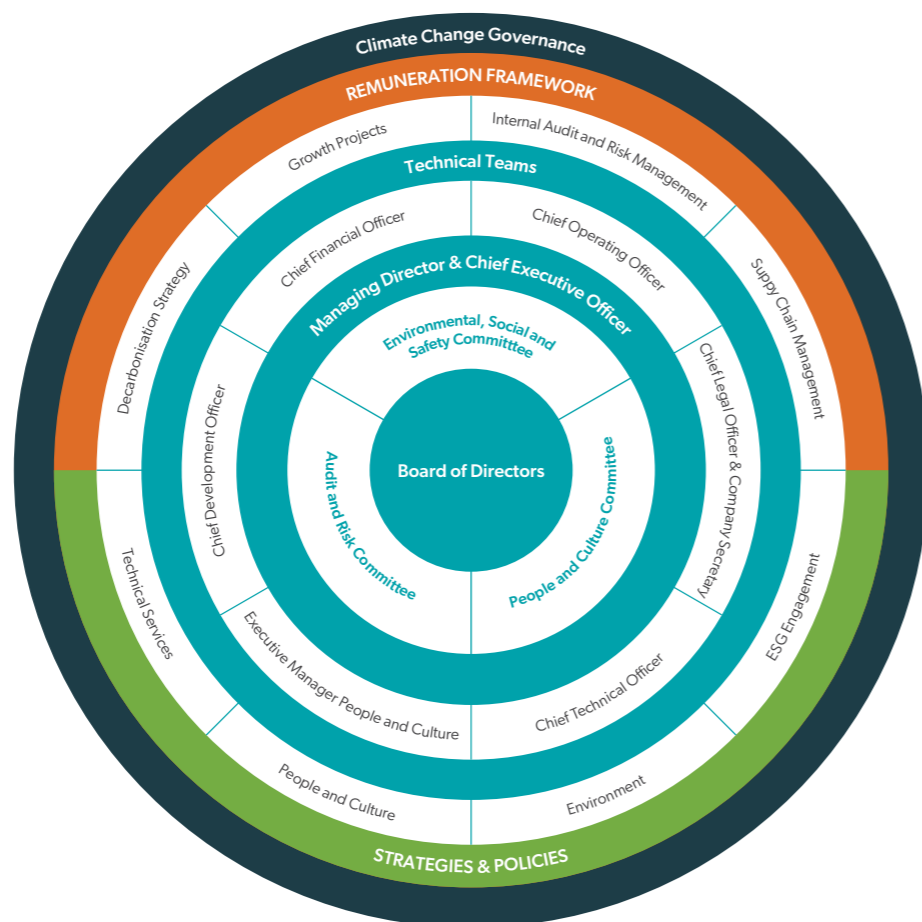 Climate Change Governance
REMUNERATION FRAMEWORK
Growth Projects
Internal Audit and Risk Management
Decarbonisation Strategy
Suppy Chain Management
Technical Teams
Chief Financial Officer
Chief Operating Officer
Managing Director & Chief Executive Officer
Environmental, Social and
Safety Committtee
Chief Development Officer
Chief Legal Officer & Company Secretary
Board of Directors
Audit and Risk Committee
People and Culture Committee
Executive Manager People and Culture
Chief Technical Officer
Technical Services
ESG Engagement
People and Culture
Environment
STRATEGIES & POLICIES